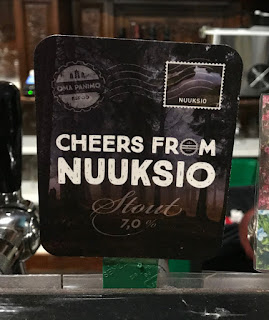 OMA PANIMO
NUUKSIO
CHEERS FROM
NUUKSIO
Stout
7,0 %